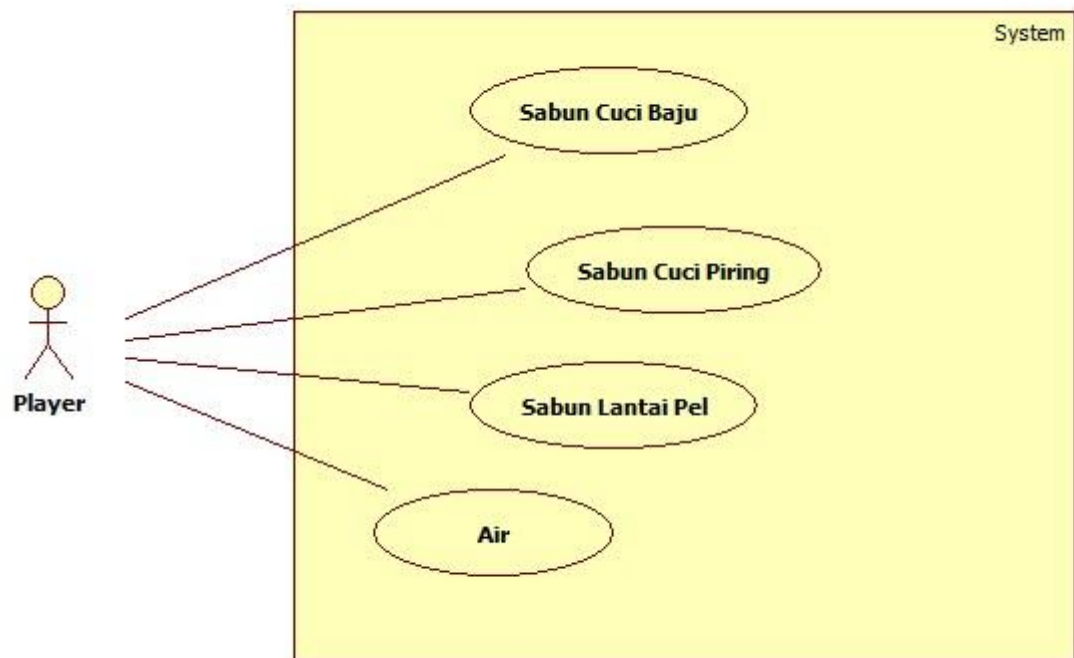 System
Sabun Cuci Baju
Sabun Cuci Piring
Player
Sabun Lantai Pel
Air